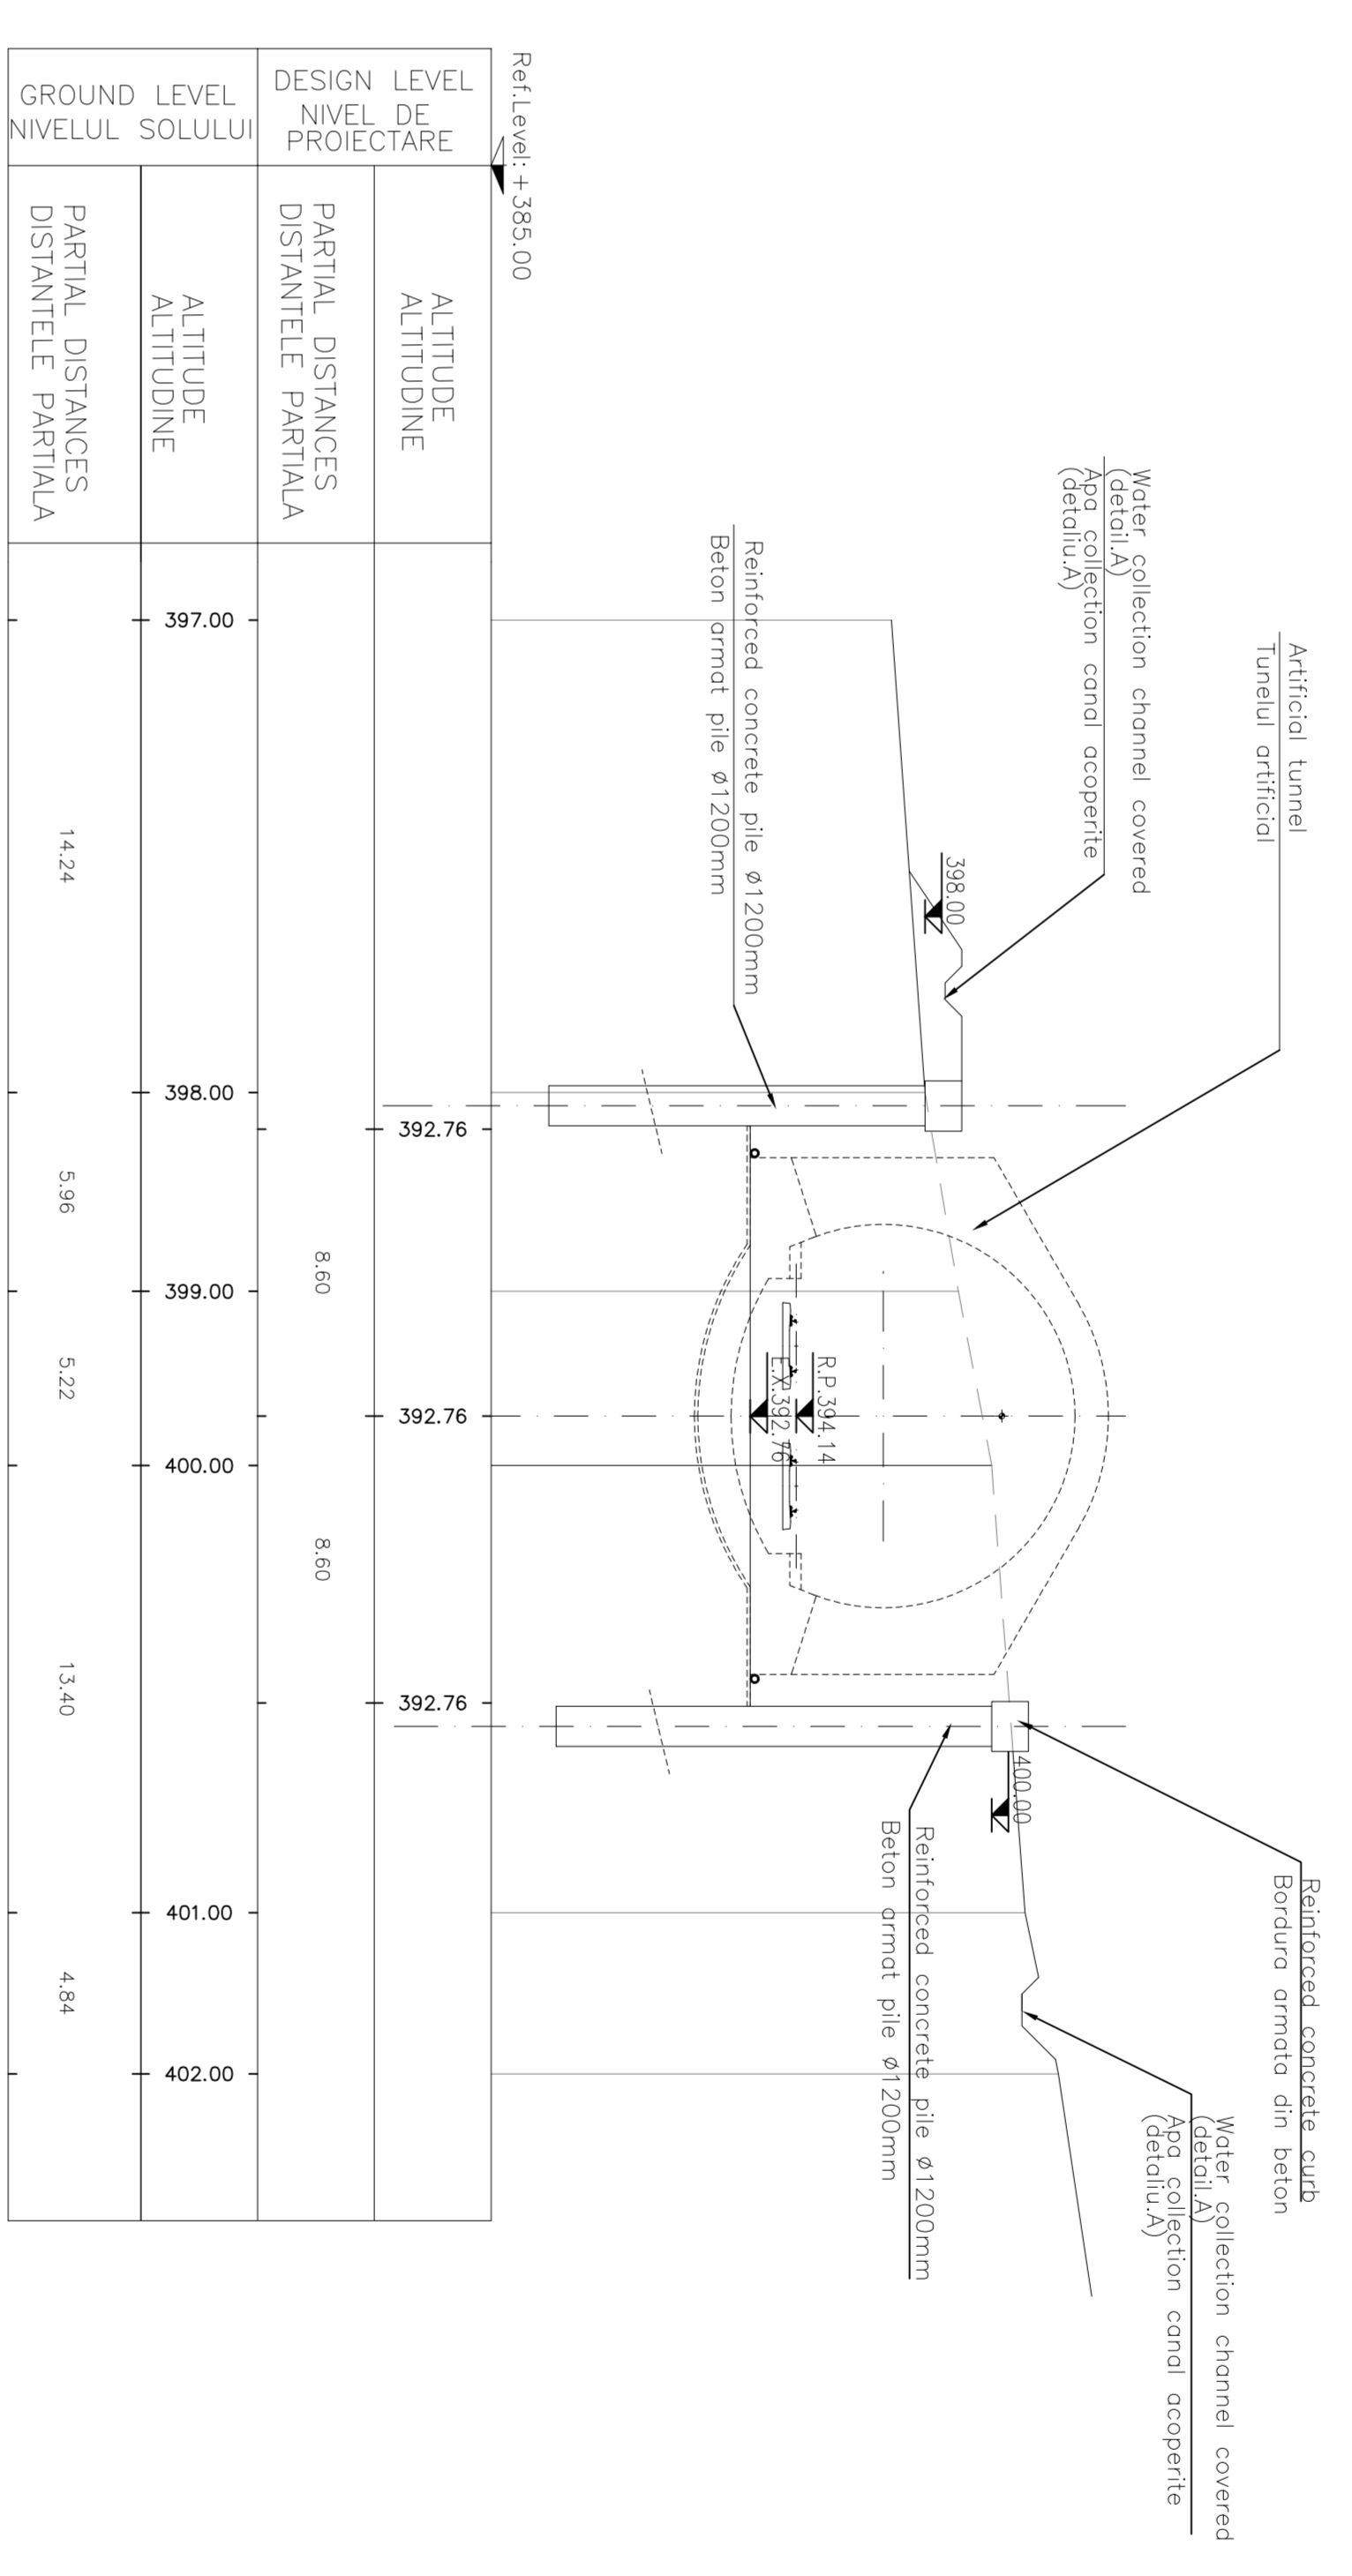 Artificial tunnel
Tunelul artificial
Water collection channel covered
(detail.A)
Apa collection canal acoperite
(detaliu.A)
398.00
Reinforced concrete pile Ø1200mm
Beton armat pile Ø1200mm
R.P.394.14
L.X.392.76
Reinforced concrete curb
Bordura armata din beton
Water collection channel covered
(detail.A)
Apa collection canal acoperite
(detaliu.A)
400.00
Reinforced concrete pile Ø1200mm
Beton armat pile Ø1200mm
Ref.Level: +385.00
DESIGN LEVEL
NIVEL DE
PROIECTARE
ALTITUDE
ALTITUDINE
392.76
392.76
392.76
PARTIAL DISTANCES
DISTANTELE PARTIALA
8.60
8.60
GROUND LEVEL
NIVELUL SOLULUI
ALTITUDE
ALTITUDINE
397.00
398.00
399.00
400.00
401.00
402.00
PARTIAL DISTANCES
DISTANTELE PARTIALA
14.24
5.96
5.22
13.40
4.84